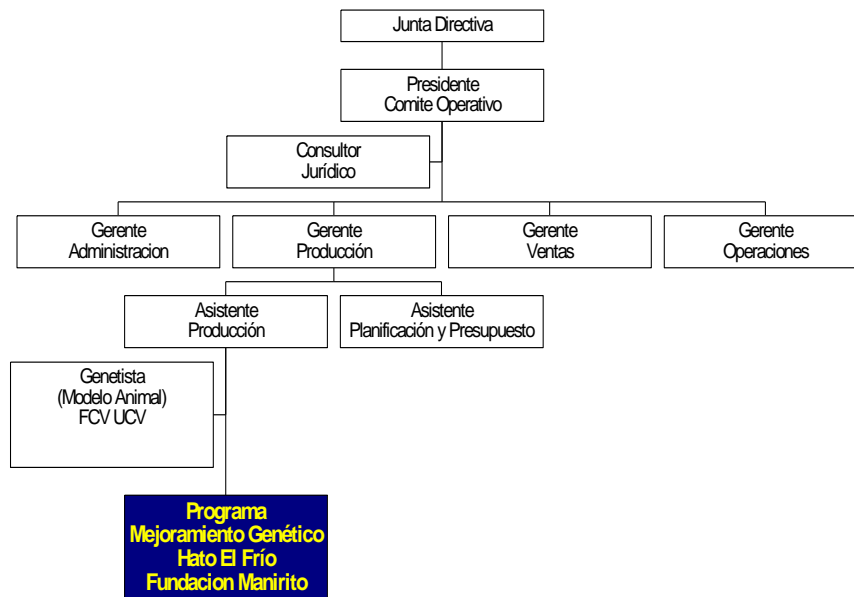 Junta Directiva
Presidente
Comite Operativo
Consultor
Jurídico
Gerente
Administracion
Gerente
Producción
Gerente
Ventas
Gerente
Operaciones
Asistente
Producción
Asistente
Planificación y Presupuesto
Genetista
(Modelo Animal)
FCV UCV
Programa
Mejoramiento Genético
Hato El Frío
Fundacion Manirito